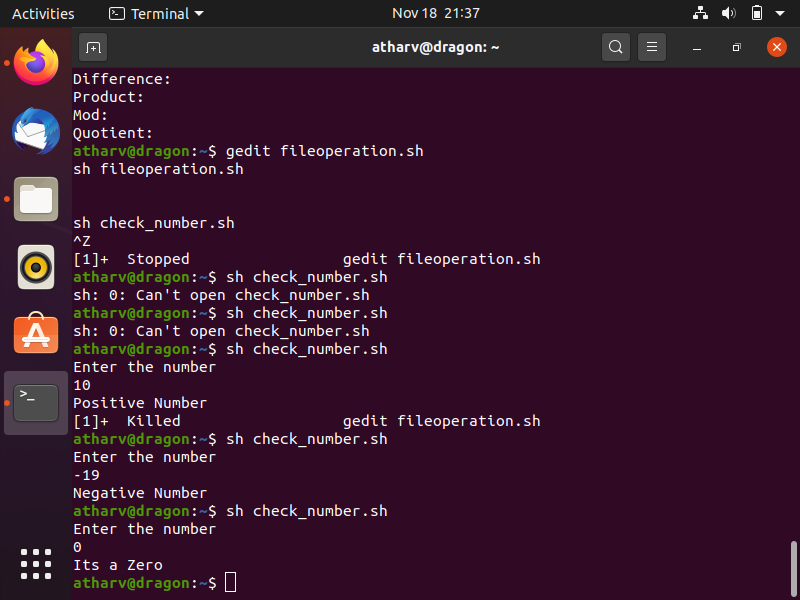 Activities Terminal Nov 18 21:37
atharv@dragon: ~
Difference:
Product:
Mod:
Quotient:
atharv@dragon:~$ gedit fileoperation.sh
sh fileoperation.sh
sh check_number.sh
^Z
[1]+  Stopped                 gedit fileoperation.sh
atharv@dragon:~$ sh check_number.sh
sh: 0: Can't open check_number.sh
atharv@dragon:~$ sh check_number.sh
sh: 0: Can't open check_number.sh
atharv@dragon:~$ sh check_number.sh
Enter the number
10
Positive Number
[1]+  Killed                  gedit fileoperation.sh
atharv@dragon:~$ sh check_number.sh
Enter the number
-19
Negative Number
atharv@dragon:~$ sh check_number.sh
Enter the number
0
Its a Zero
atharv@dragon:~$